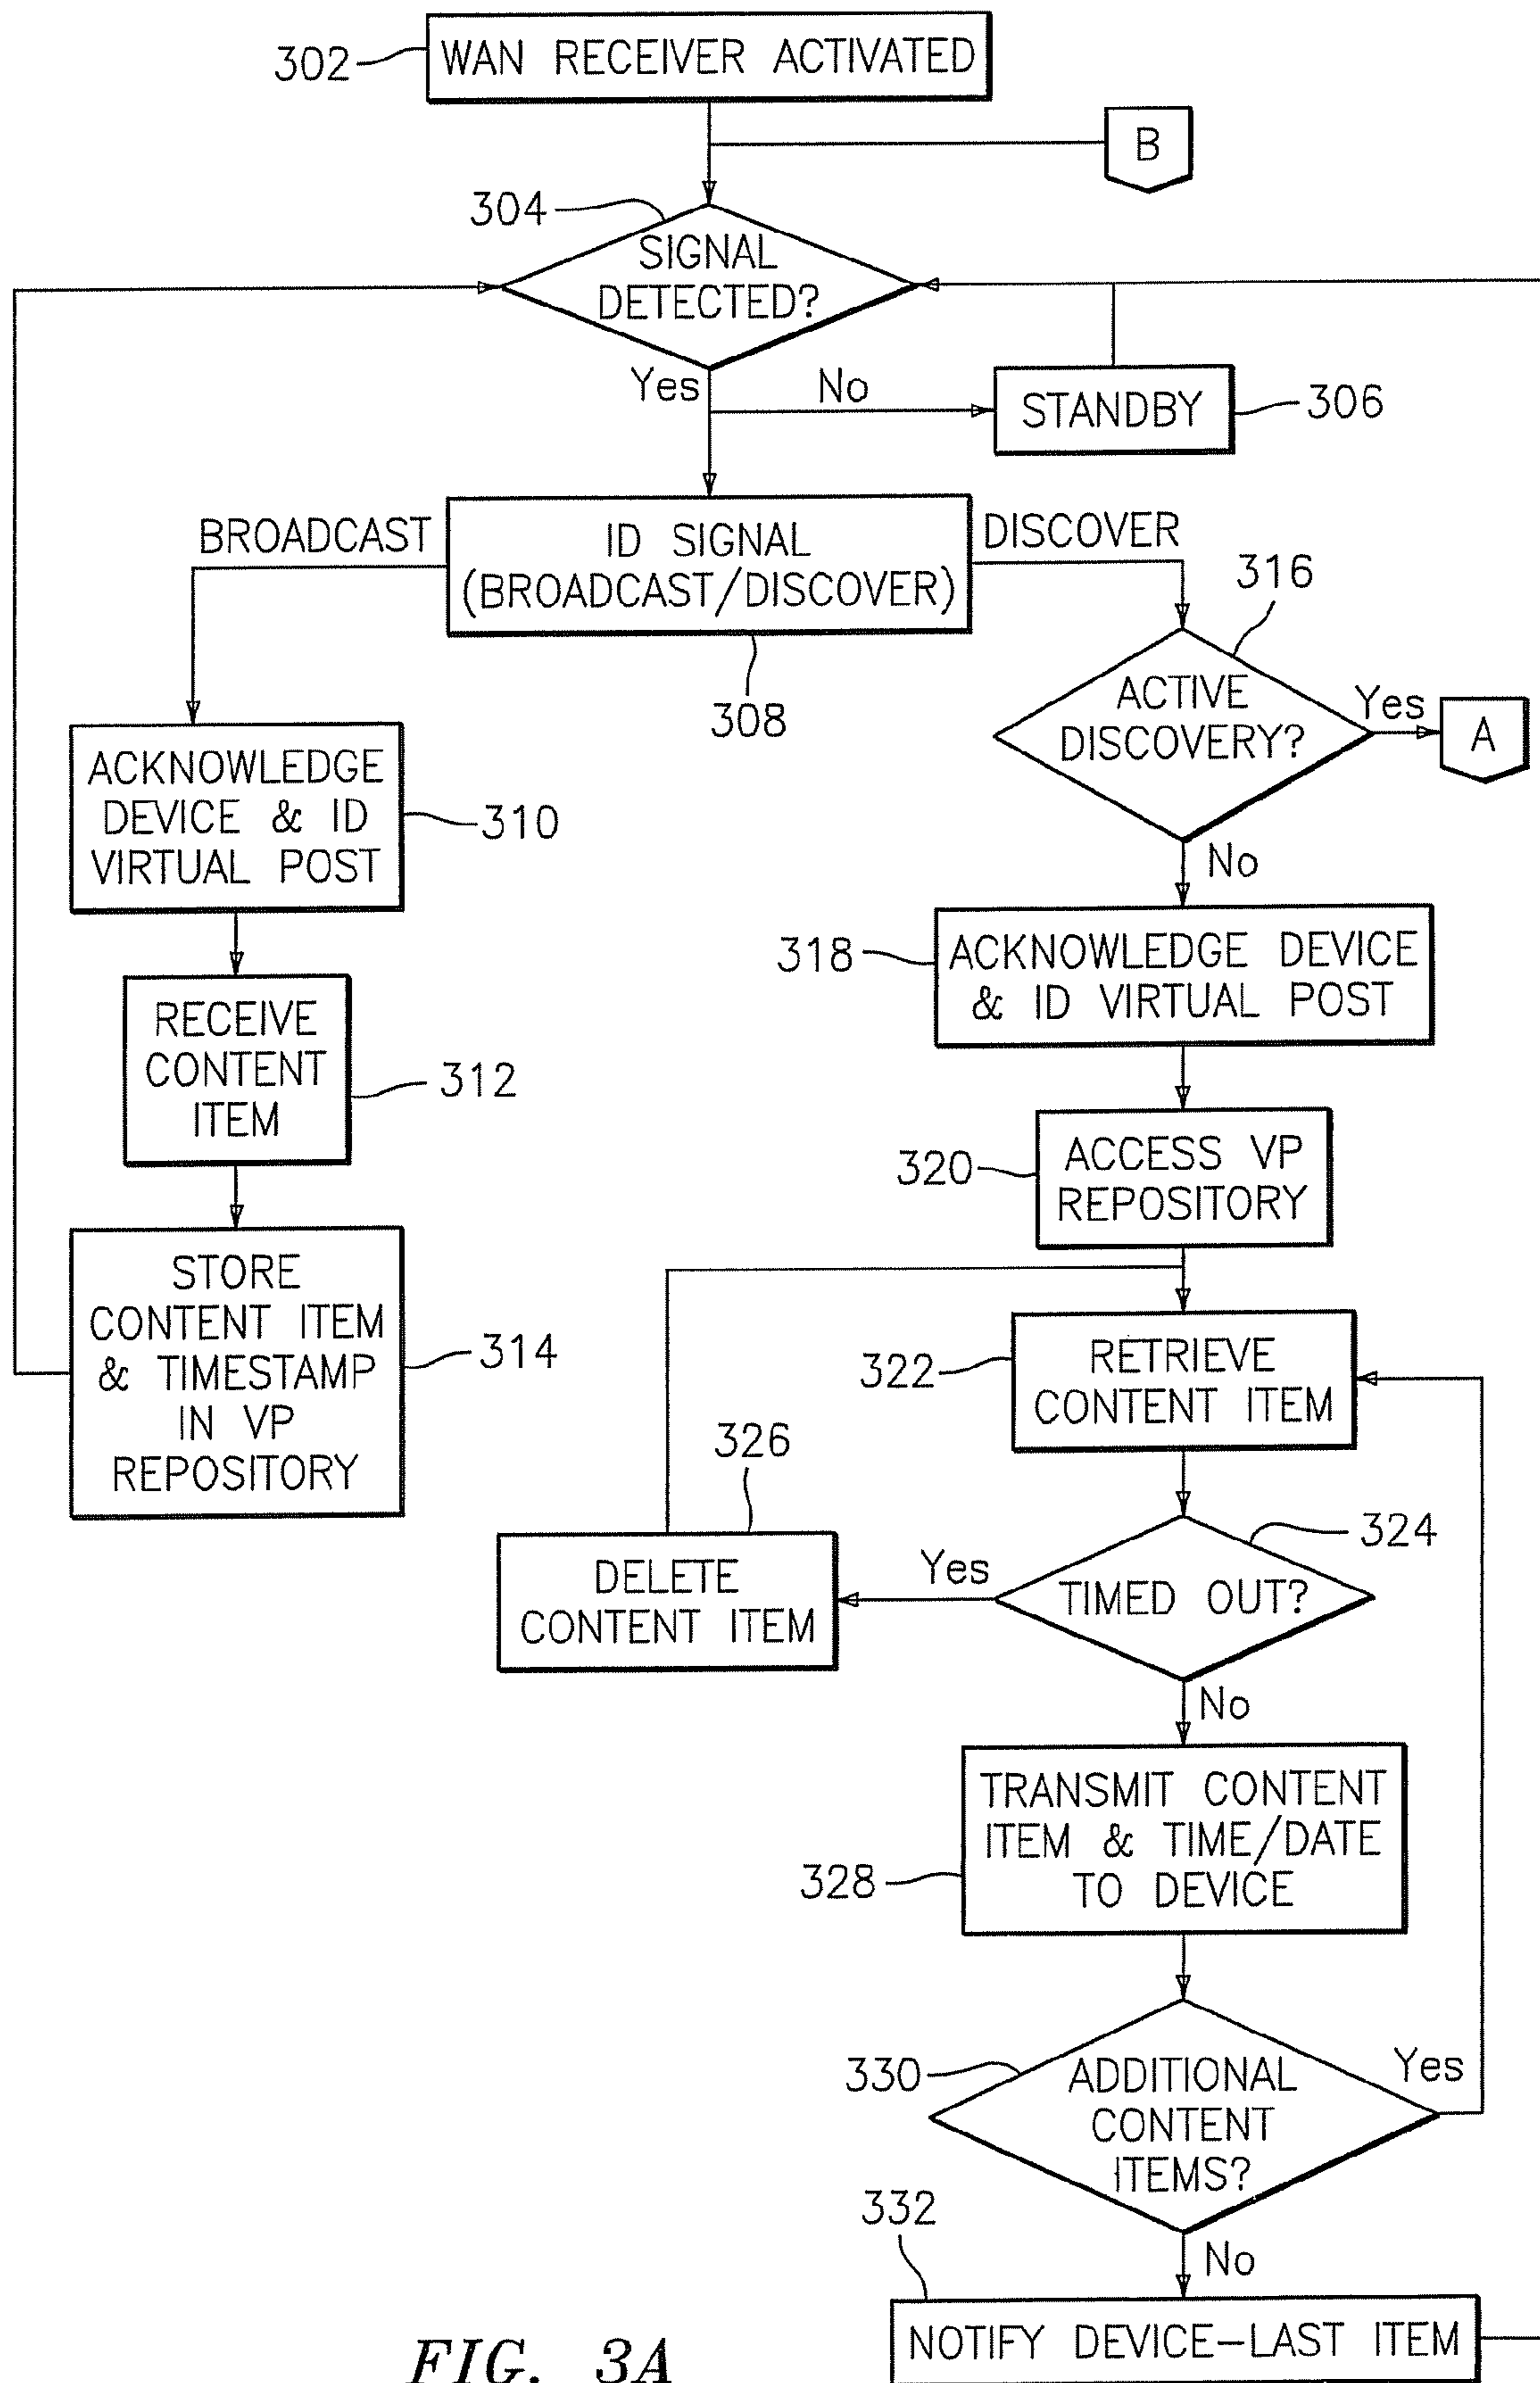 302
WAN RECEIVER ACTIVATED
B
304
SIGNAL
DETECTED?
Yes
No
STANDBY
306
BROADCAST
ID SIGNAL
(BROADCAST/DISCOVER)
DISCOVER
308
316
ACTIVE
DISCOVERY?
Yes
A
No
ACKNOWLEDGE
DEVICE & ID
VIRTUAL POST
310
RECEIVE
CONTENT
ITEM
312
STORE
CONTENT ITEM
& TIMESTAMP
IN VP
REPOSITORY
314
318
ACKNOWLEDGE DEVICE
& ID VIRTUAL POST
320
ACCESS VP
REPOSITORY
322
RETRIEVE
CONTENT ITEM
324
TIMED OUT?
Yes
326
DELETE
CONTENT ITEM
No
TRANSMIT CONTENT
ITEM & TIME/DATE
TO DEVICE
328
330
ADDITIONAL
CONTENT
ITEMS?
Yes
No
332
NOTIFY DEVICE-LAST ITEM
FIG. 3A